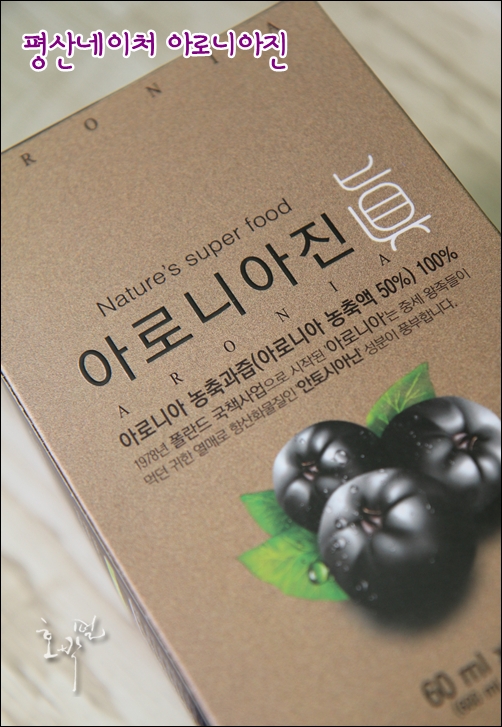 평산네이처 아로니아진
RONIA
Nature's super food
아로니아진 眞
ARONIA
아로니아 농축과즙(아로니아 농축액 50%) 100%
1978년 폴란드 국책사업으로 시작된 '아로니아'는 중세 왕족들이
먹던 귀한 열매로 항산화물질인 '안토시아닌' 성분이 풍부합니다.
60 ml